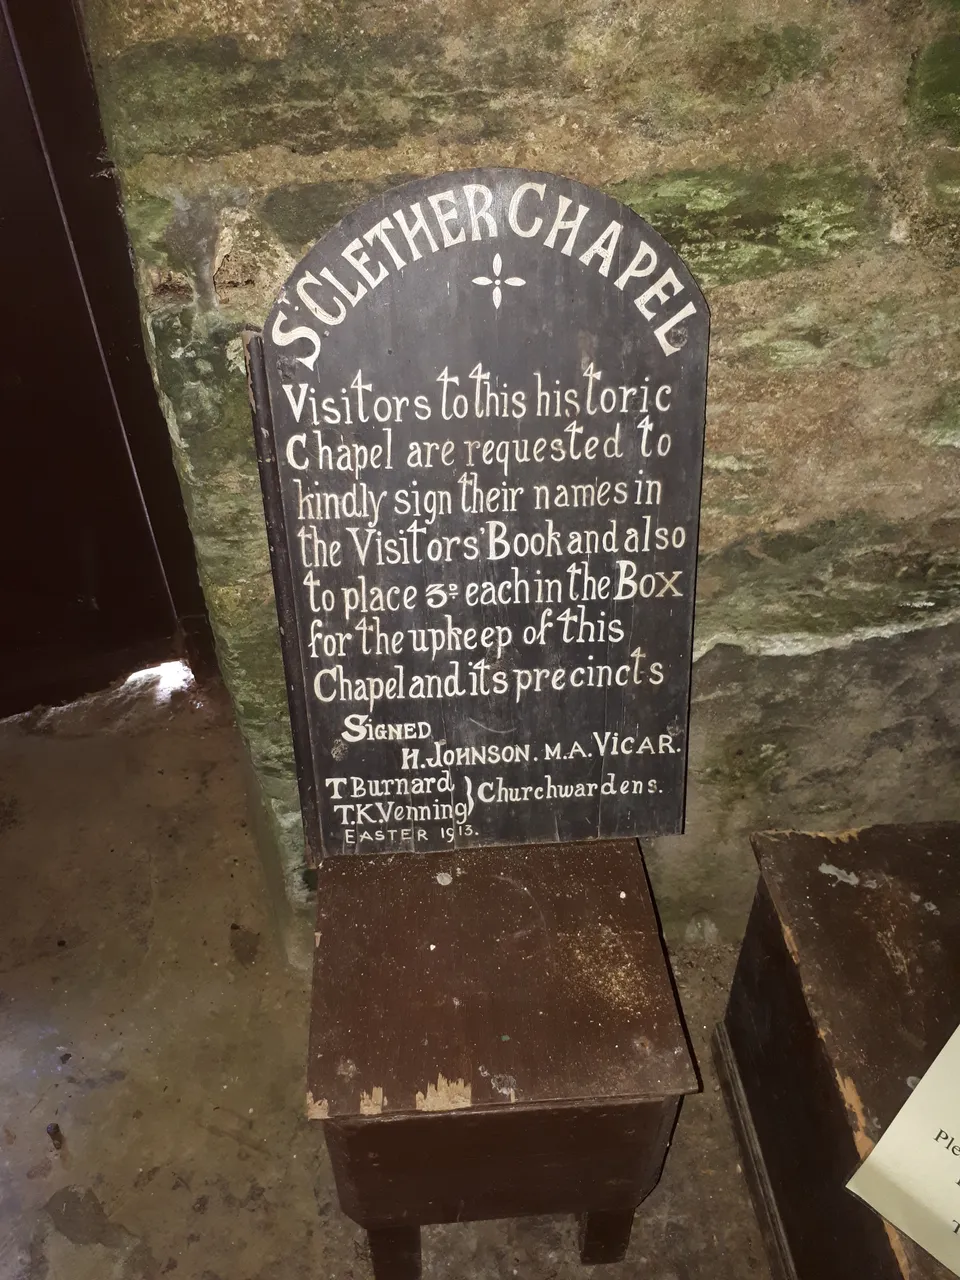 St CLETHER CHAPEL
Visitors to this historic
Chapel are requested to
kindly sign their names in
the Visitors' Book and also
to place 3D each in the Box
for the upkeep of this
Chapel and its precincts
SIGNED
H. JOHNSON. M.A. VICAR.
T Burnard } Churchwardens.
T.K. Venning
EASTER 1913.